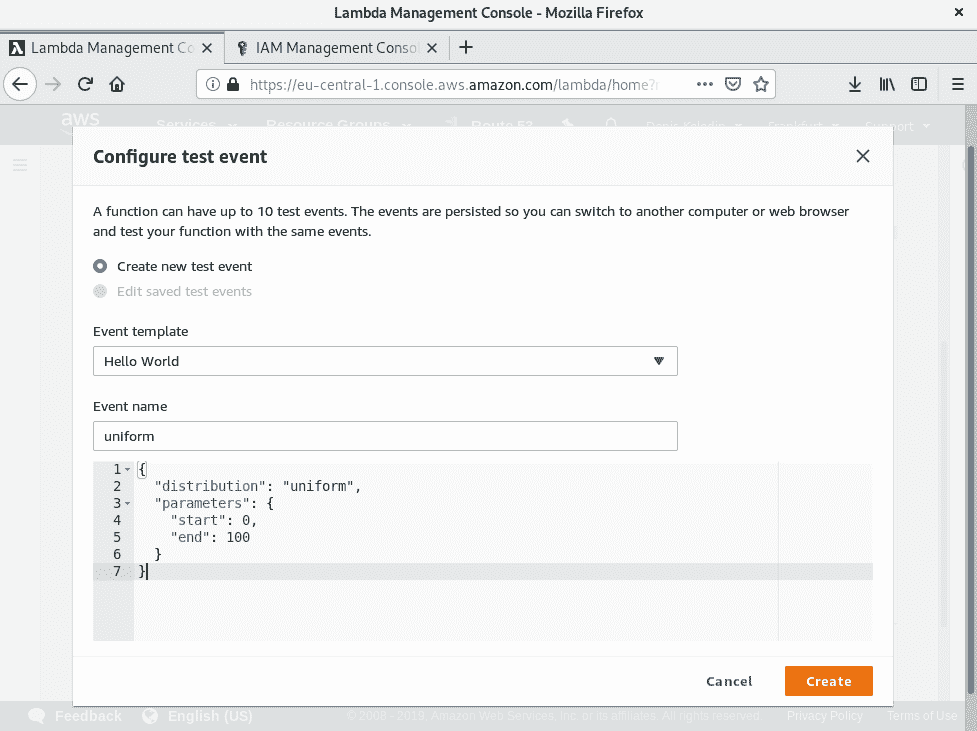 Lambda Management Console - Mozilla Firefox
Lambda Management Co
IAM Management Conso
https://eu-central-1.console.aws.amazon.com/lambda/home?
aws Services Resource Groups Route 53 Frankfurt Support
Configure test event
A function can have up to 10 test events. The events are persisted so you can switch to another computer or web browser
and test your function with the same events.
Create new test event
Edit saved test events
Event template
Hello World
Event name
uniform
1 {
2 "distribution": "uniform",
3 "parameters": {
4 "start": 0,
5 "end": 100
6 }
7 }
Cancel Create
Feedback English (US) © 2008 - 2019, Amazon Web Services, Inc. or its affiliates. All rights reserved. Privacy Policy Terms of Use